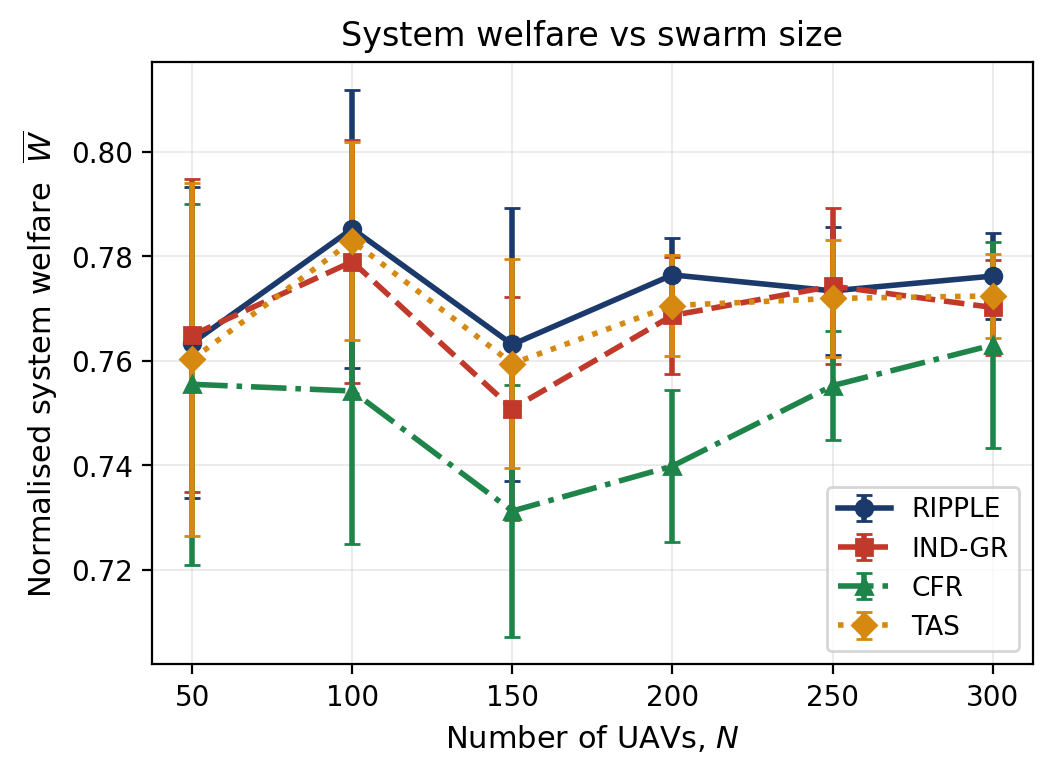 System welfare vs swarm size
Normalised system welfare W̅
0.80
0.78
0.76
0.74
0.72
50 100 150 200 250 300
Number of UAVs, N
RIPPLE
IND-GR
CFR
TAS